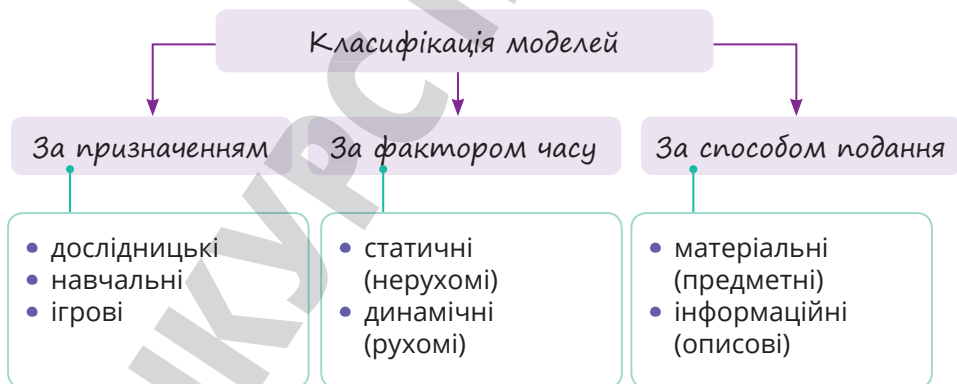 Класифікація моделей
За призначенням
За фактором часу
За способом подання
• дослідницькі
• навчальні
• ігрові
• статичні
(нерухомі)
• динамічні
(рухомі)
• матеріальні
(предметні)
• інформаційні
(описові)